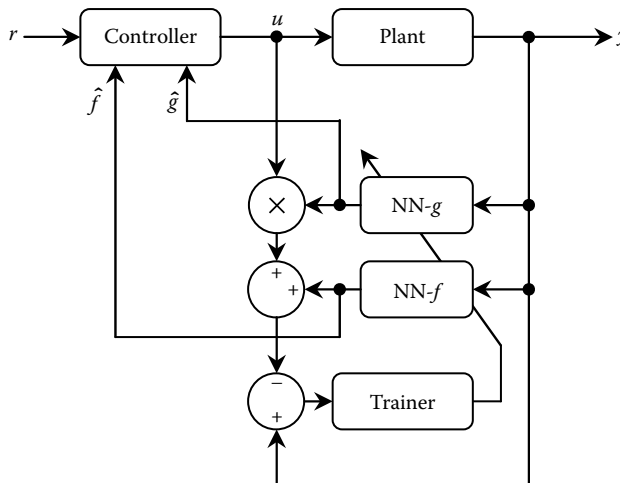 r
Controller
u
Plant
f̂
ĝ
×
NN-g
+
+
NN-f
−
+
Trainer